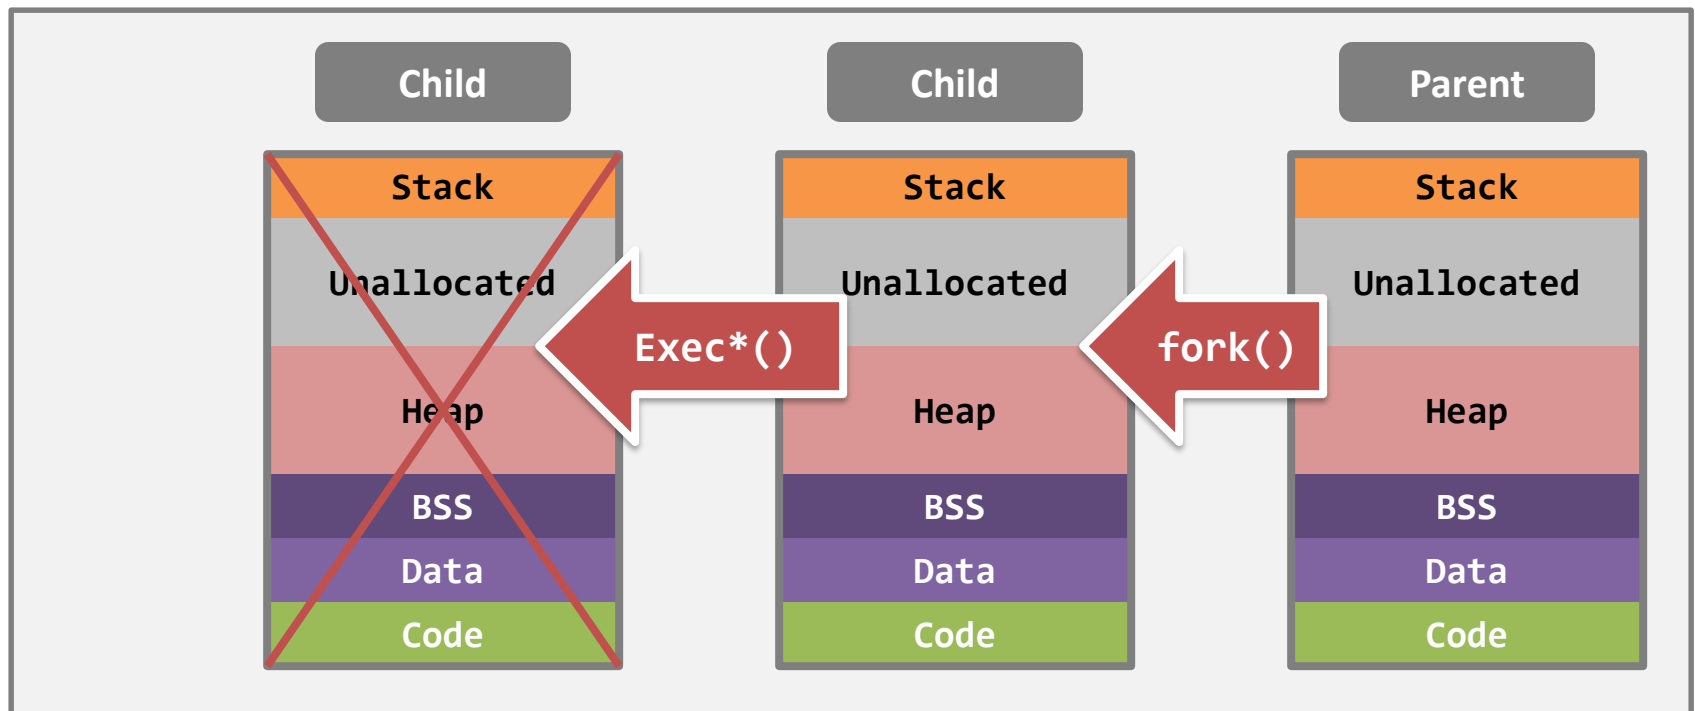 Child
Child
Parent
Stack
Stack
Stack
Unallocated
Unallocated
Unallocated
Exec*()
fork()
Heap
Heap
Heap
BSS
BSS
BSS
Data
Data
Data
Code
Code
Code